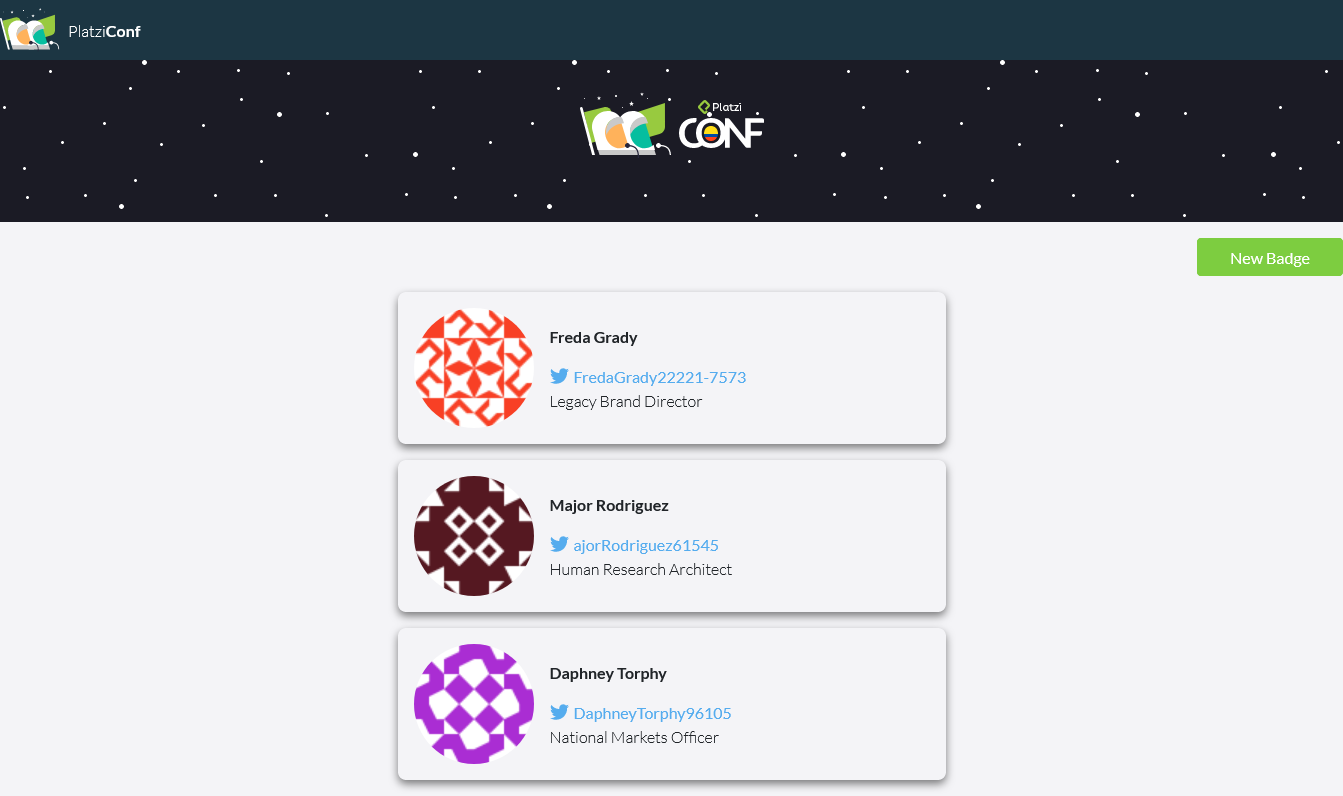 PlatziConf
Platzi
CONF
New Badge
Freda Grady
FredaGrady22221-7573
Legacy Brand Director
Major Rodriguez
ajorRodriguez61545
Human Research Architect
Daphney Torphy
DaphneyTorphy96105
National Markets Officer